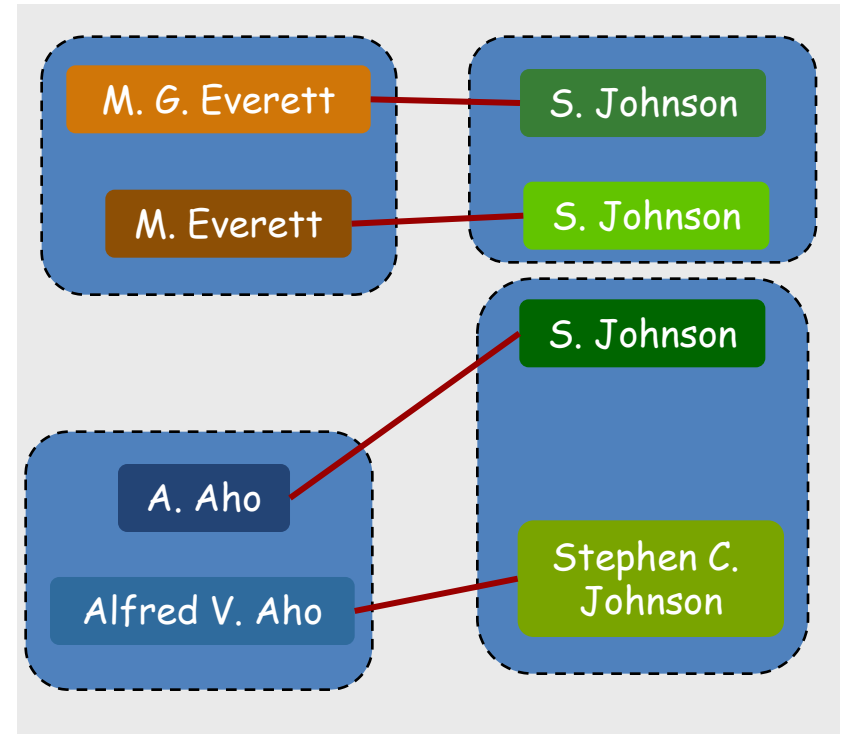 M. G. Everett
S. Johnson
M. Everett
S. Johnson
S. Johnson
A. Aho
Stephen C.
Johnson
Alfred V. Aho